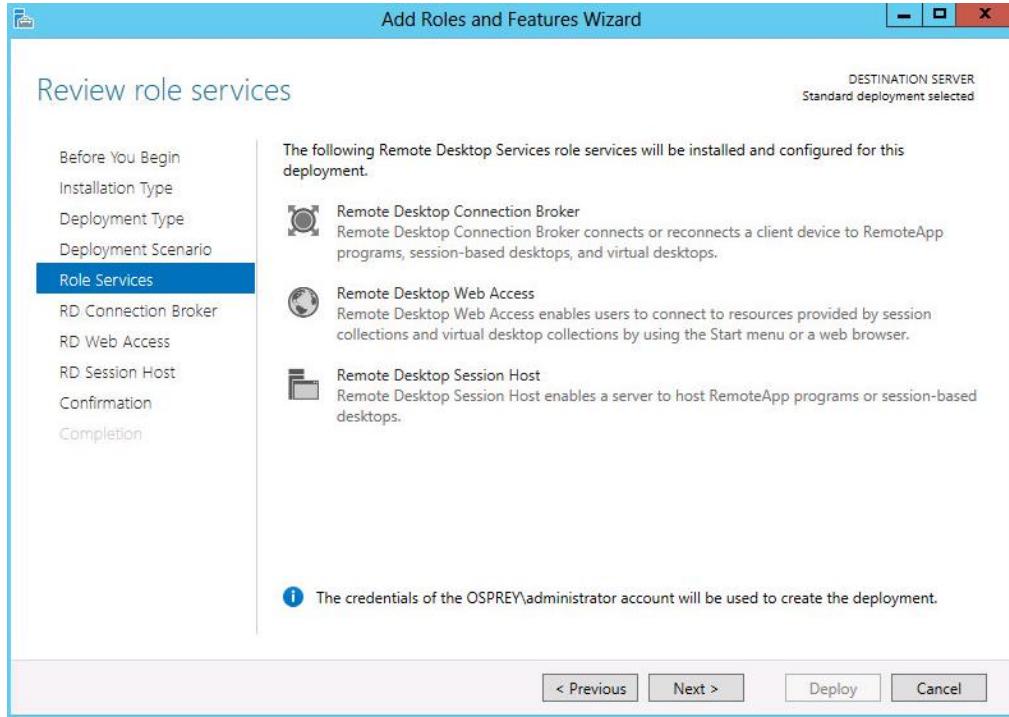 Add Roles and Features Wizard
Review role services
DESTINATION SERVER
Standard deployment selected
Before You Begin
Installation Type
Deployment Type
Deployment Scenario
Role Services
RD Connection Broker
RD Web Access
RD Session Host
Confirmation
Completion
The following Remote Desktop Services role services will be installed and configured for this
deployment.
Remote Desktop Connection Broker
Remote Desktop Connection Broker connects or reconnects a client device to RemoteApp
programs, session-based desktops, and virtual desktops.
Remote Desktop Web Access
Remote Desktop Web Access enables users to connect to resources provided by session
collections and virtual desktop collections by using the Start menu or a web browser.
Remote Desktop Session Host
Remote Desktop Session Host enables a server to host RemoteApp programs or session-based
desktops.
The credentials of the OSPREY\administrator account will be used to create the deployment.
< Previous
Next >
Deploy
Cancel